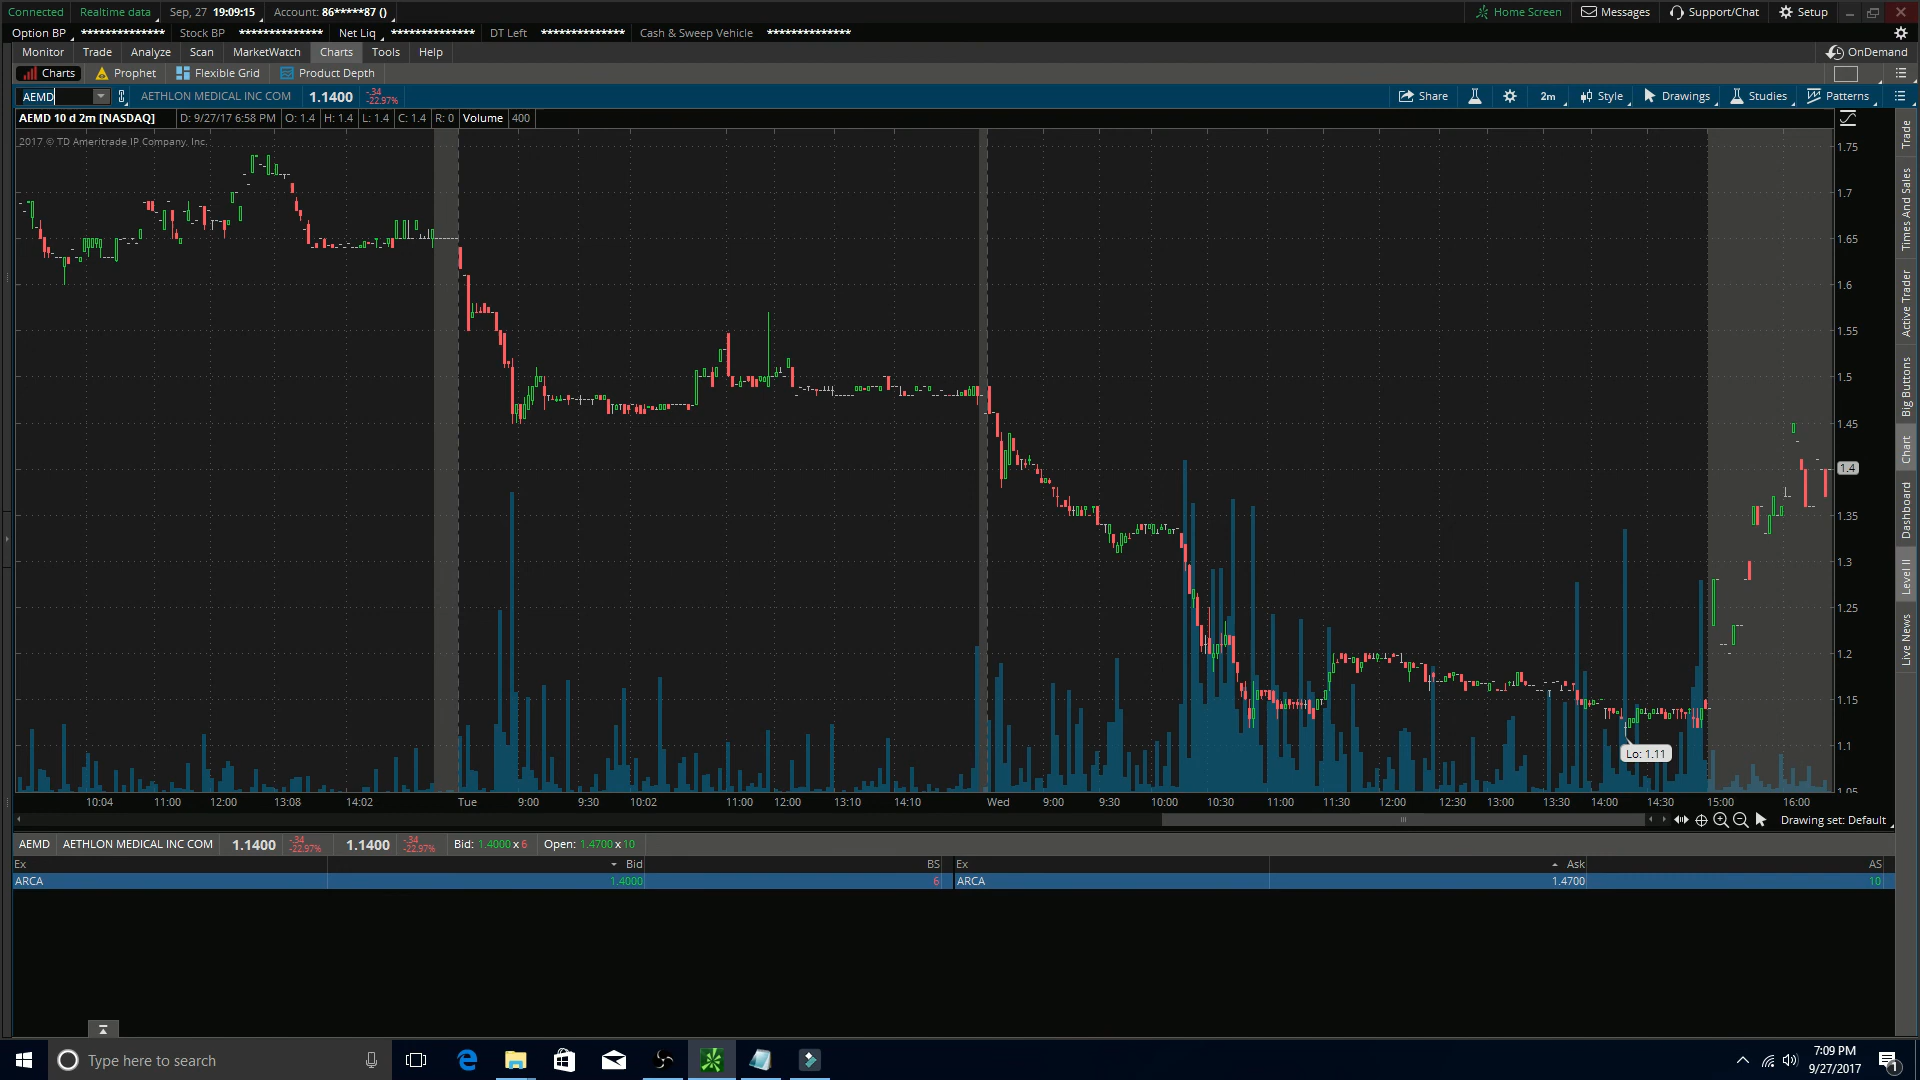 Connected Realtime data Sep, 27 19:09:15 Account: 86*****87 () Home Screen Messages Support/Chat Setup
Option BP ************** Stock BP ************** Net Liq ************** DT Left ************** Cash & Sweep Vehicle **************
Monitor Trade Analyze Scan MarketWatch Charts Tools Help OnDemand
Charts Prophet Flexible Grid Product Depth
AEMD AETHLON MEDICAL INC COM 1.1400 -.34 -22.97% Share 2m Style Drawings Studies Patterns
AEMD 10 d 2m [NASDAQ] D: 9/27/17 6:58 PM O: 1.4 H: 1.4 L: 1.4 C: 1.4 R: 0 Volume 400
2017 © TD Ameritrade IP Company, Inc.
1.75
1.7
1.65
1.6
1.55
1.5
1.45
1.4
1.35
1.3
1.25
1.2
1.15
1.1
1.05
Lo: 1.11
10:04 11:00 12:00 13:08 14:02 Tue 9:00 9:30 10:02 11:00 12:00 13:10 14:10 Wed 9:00 9:30 10:00 10:30 11:00 11:30 12:00 12:30 13:00 13:30 14:00 14:30 15:00 16:00
Drawing set: Default
Trade
Times And Sales
Active Trader
Big Buttons
Chart
Dashboard
Level II
Live News
AEMD AETHLON MEDICAL INC COM 1.1400 -.34 -22.97% 1.1400 -.34 -22.97% Bid: 1.4000 x 6 Open: 1.4700 x 10
Ex Bid BS Ex Ask AS
ARCA 1.4000 6 ARCA 1.4700 10
Type here to search
7:09 PM
9/27/2017
1